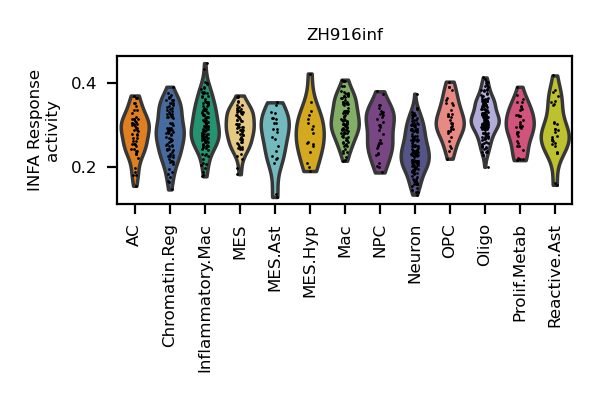 ZH916inf
INFA Response
activity
0.4
0.2
AC
Chromatin.Reg
Inflammatory.Mac
MES
MES.Ast
MES.Hyp
Mac
NPC
Neuron
OPC
Oligo
Prolif.Metab
Reactive.Ast